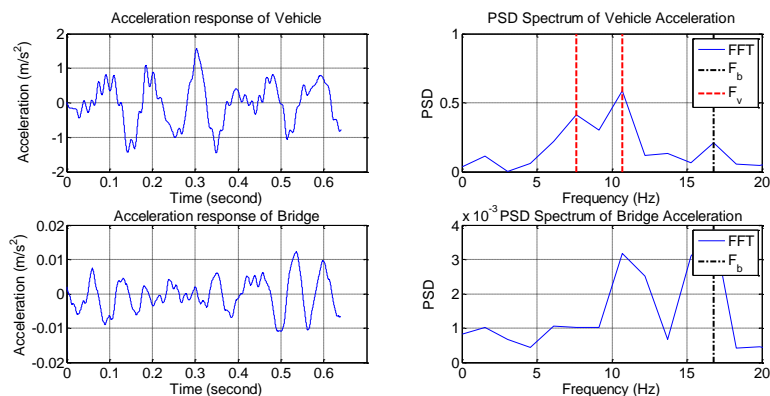 Acceleration response of Vehicle
Acceleration (m/s²)
2
1
0
-1
-2
0 0.1 0.2 0.3 0.4 0.5 0.6
Time (second)
PSD Spectrum of Vehicle Acceleration
PSD
1
0.5
0
0 5 10 15 20
Frequency (Hz)
FFT
F_b
F_v
Acceleration response of Bridge
Acceleration (m/s²)
0.02
0.01
0
-0.01
-0.02
0 0.1 0.2 0.3 0.4 0.5 0.6
Time (second)
x 10⁻³ PSD Spectrum of Bridge Acceleration
PSD
4
3
2
1
0
0 5 10 15 20
Frequency (Hz)
FFT
F_b